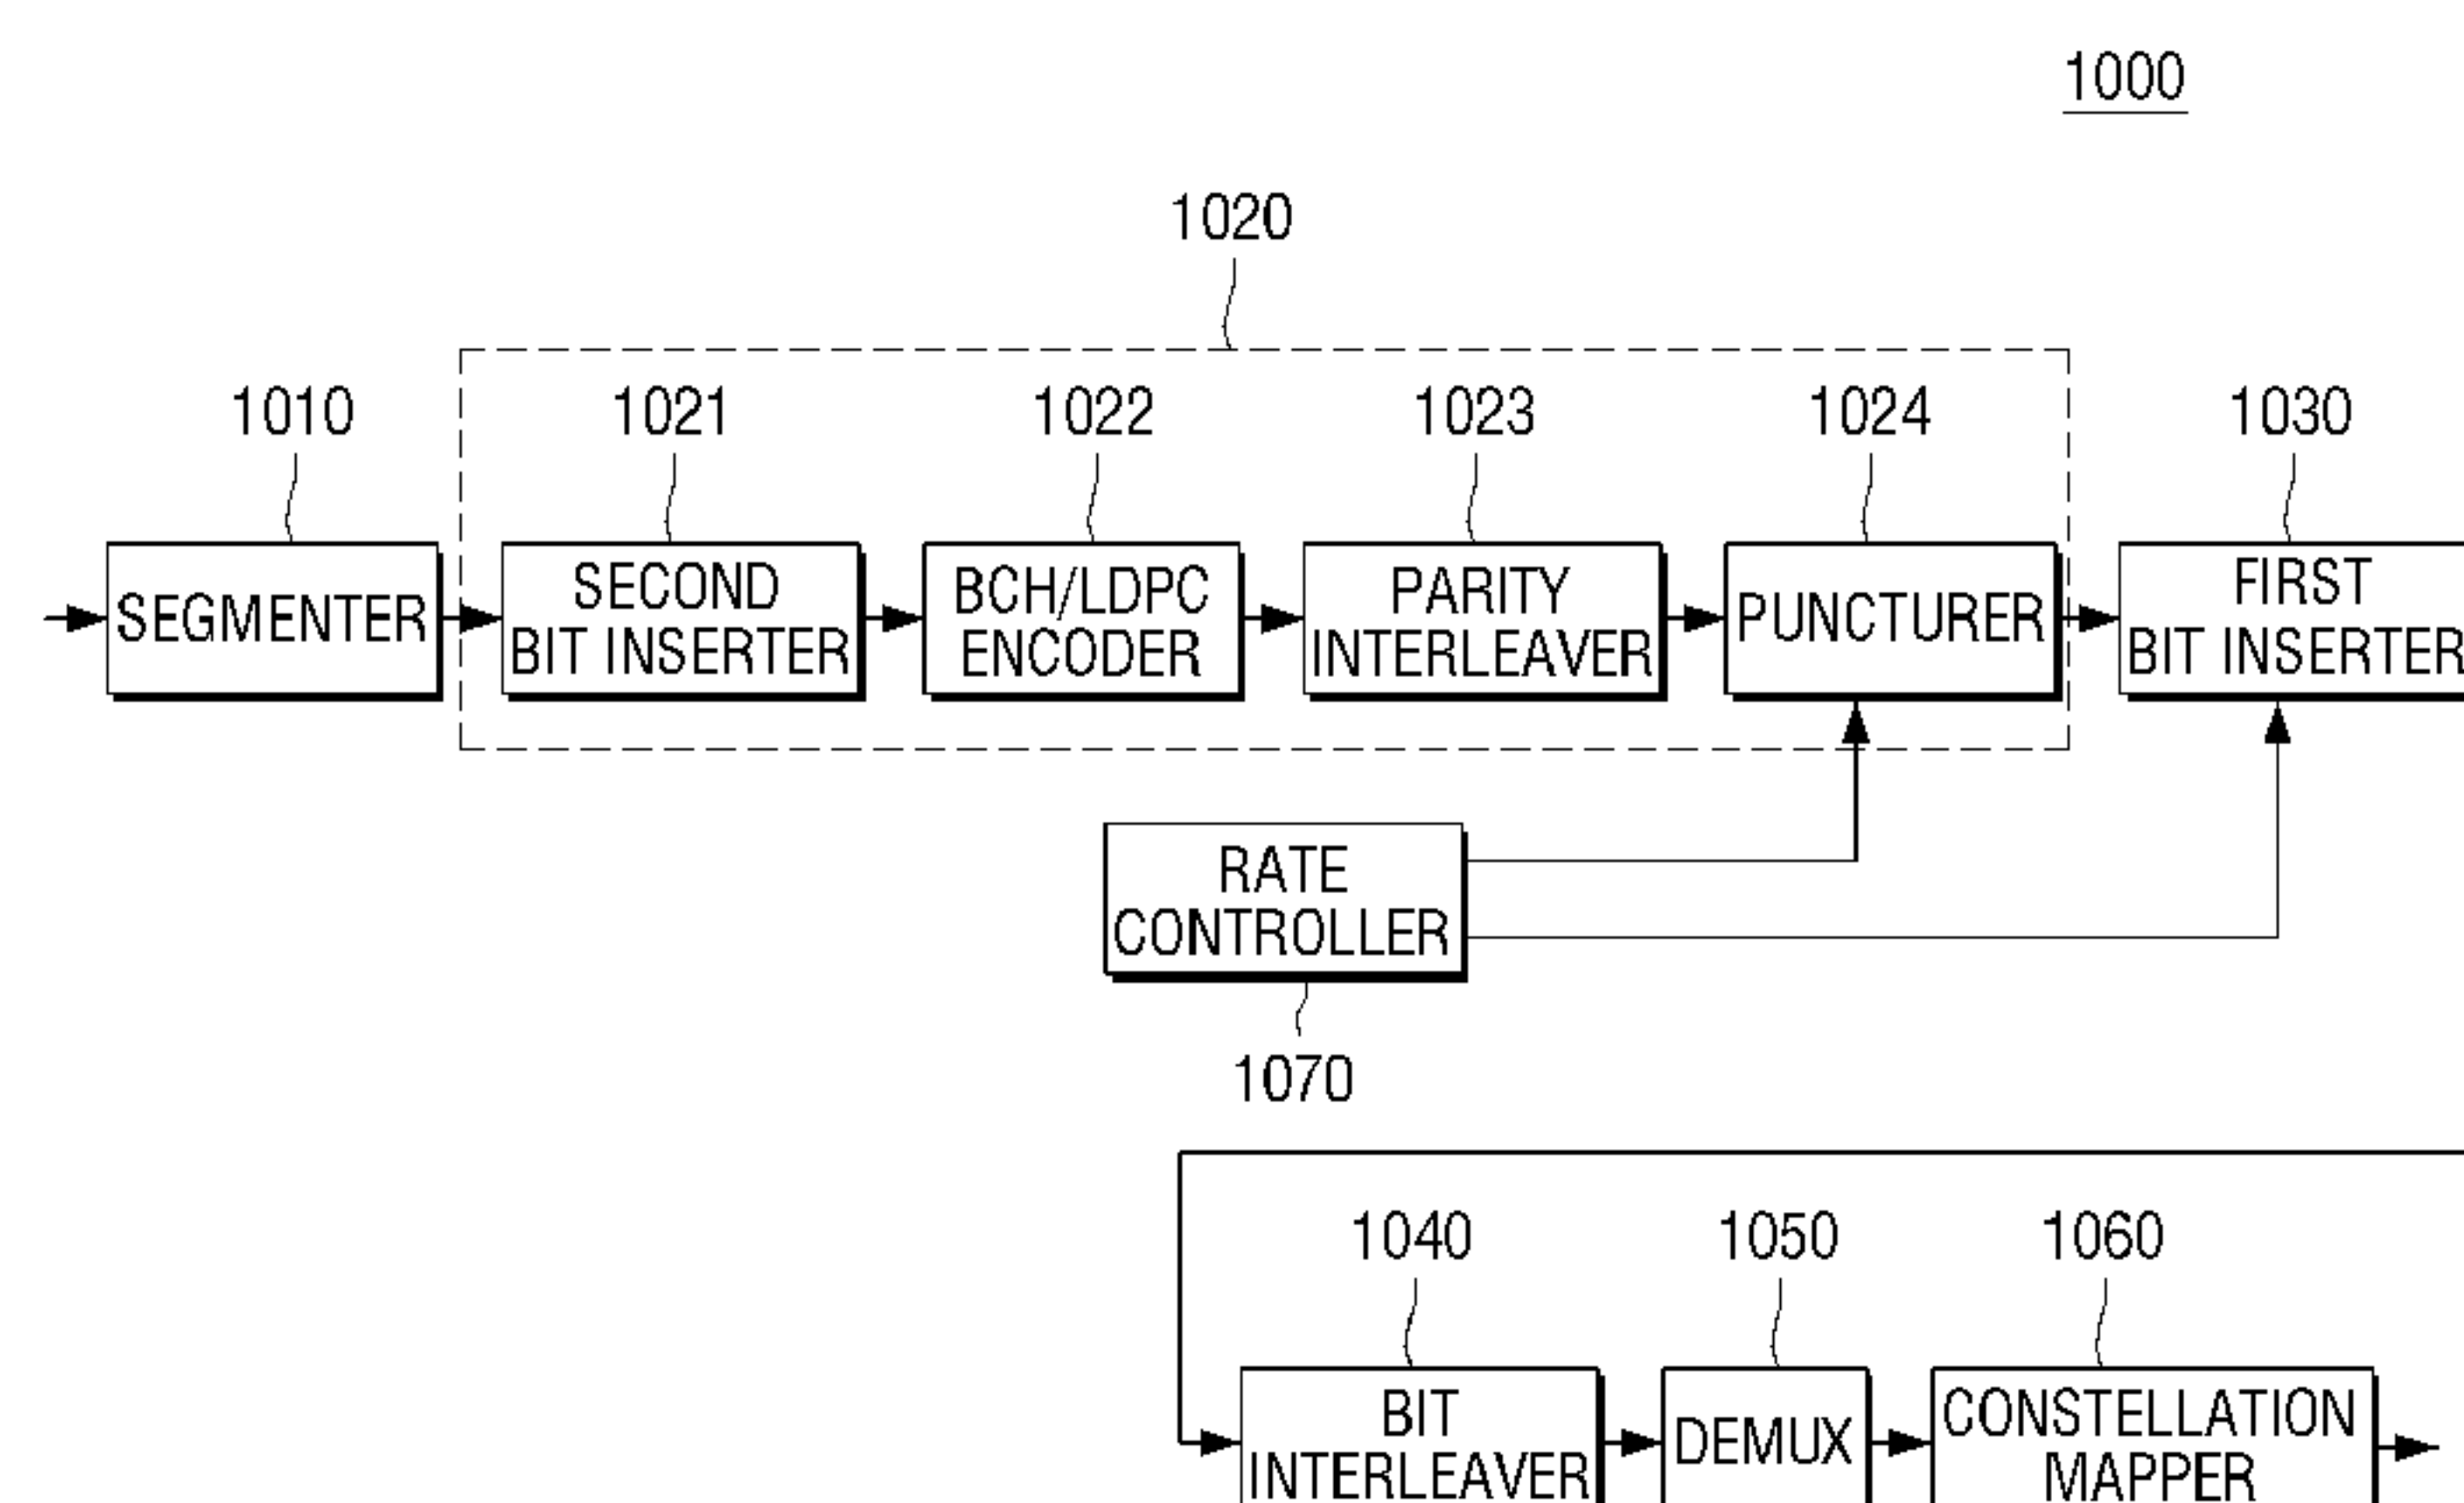 1000
1020
1010
1021
1022
1023
1024
1030
SEGMENTER
SECOND
BIT INSERTER
BCH/LDPC
ENCODER
PARITY
INTERLEAVER
PUNCTURER
FIRST
BIT INSERTER
RATE
CONTROLLER
1070
1040
1050
1060
BIT
INTERLEAVER
DEMUX
CONSTELLATION
MAPPER